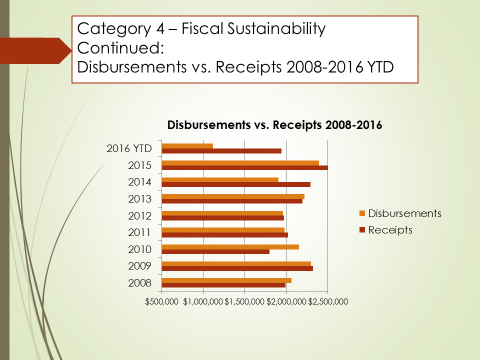 Category 4 – Fiscal Sustainability
Continued:
Disbursements vs. Receipts 2008-2016 YTD
Disbursements vs. Receipts 2008-2016
2016 YTD
2015
2014
2013
2012
2011
2010
2009
2008
$500,000 $1,000,000 $1,500,000 $2,000,000 $2,500,000
Disbursements
Receipts